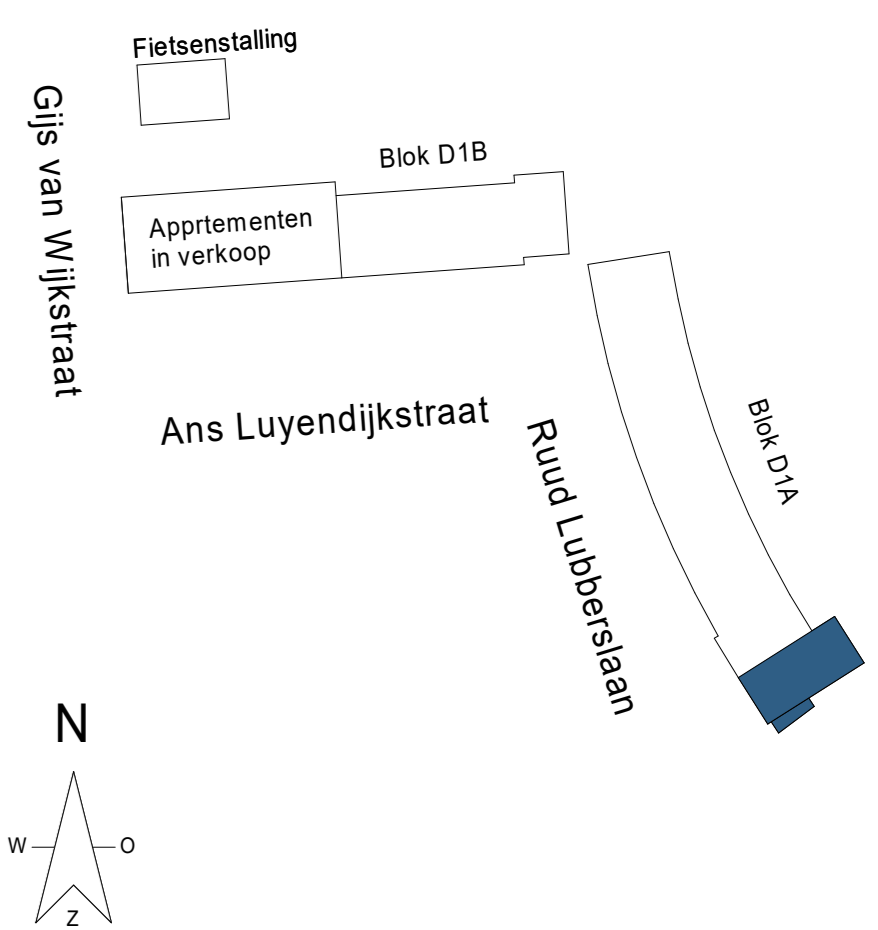 Fietsenstalling
Gijs van Wijkstraat
Blok D1B
Apprtementen
in verkoop
Ans Luyendijkstraat
Ruud Lubberslaan
Blok D1A
N
W
O
Z